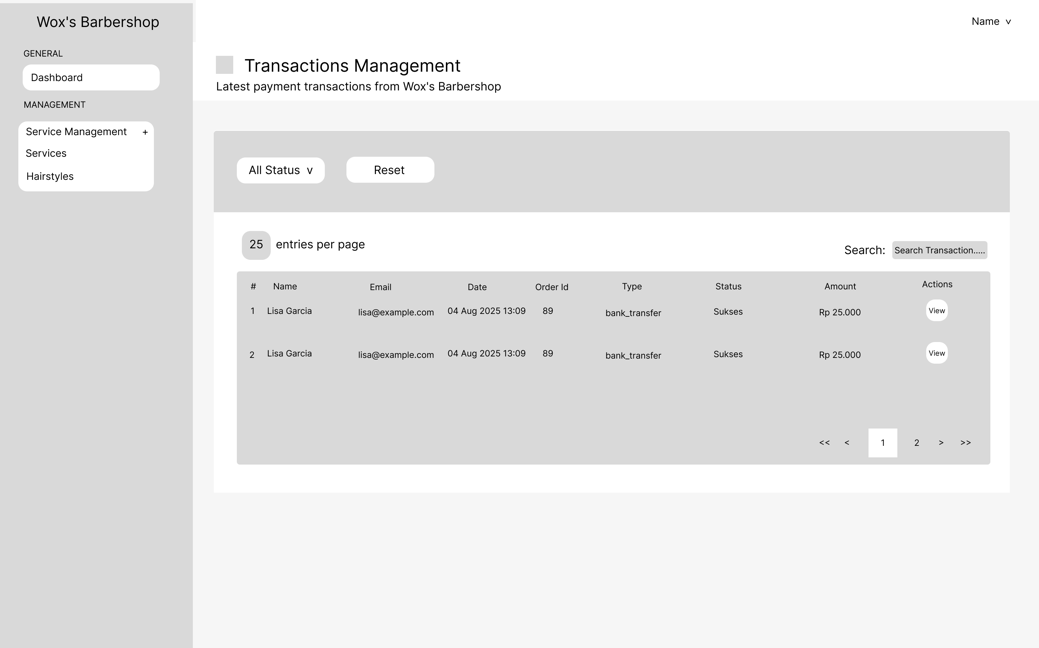 Wox's Barbershop
Name v
GENERAL
Dashboard
MANAGEMENT
Service Management +
Services
Hairstyles
Transactions Management
Latest payment transactions from Wox's Barbershop
All Status v
Reset
25 entries per page
Search: Search Transaction.....
# Name Email Date Order Id Type Status Amount Actions
1 Lisa Garcia lisa@example.com 04 Aug 2025 13:09 89 bank_transfer Sukses Rp 25.000 View
2 Lisa Garcia lisa@example.com 04 Aug 2025 13:09 89 bank_transfer Sukses Rp 25.000 View
<< < 1 2 > >>